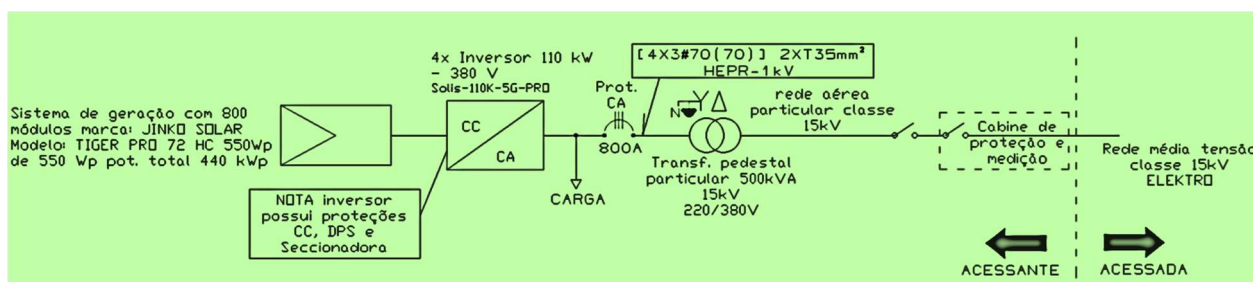 Sistema de geração com 800
módulos marca: JINKO SOLAR
Modelo: TIGER PRO 72 HC 550Wp
de 550 Wp pot. total 440 kWp
4x Inversor 110 kW
- 380 V
Solis-110K-5G-PRO
CC
CA
NOTA inversor
possui proteções
CC, DPS e
Seccionadora
CARGA
Prot.
CA
800A
[4X3#70(70)] 2XT35mm²
HEPR-1kV
N
Transf. pedestal
particular 500kVA
15kV
220/380V
rede aérea
particular classe
15kV
Cabine de
proteção e
medição
Rede média tensão
classe 15kV
ELEKTRO
ACESSANTE
ACESSADA